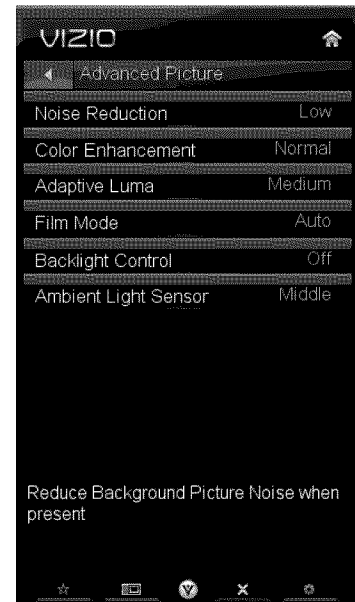 VIZIO
Advanced Picture
Noise Reduction Low
Color Enhancement Normal
Adaptive Luma Medium
Film Mode Auto
Backlight Control Off
Ambient Light Sensor Middle
Reduce Background Picture Noise when
present
V